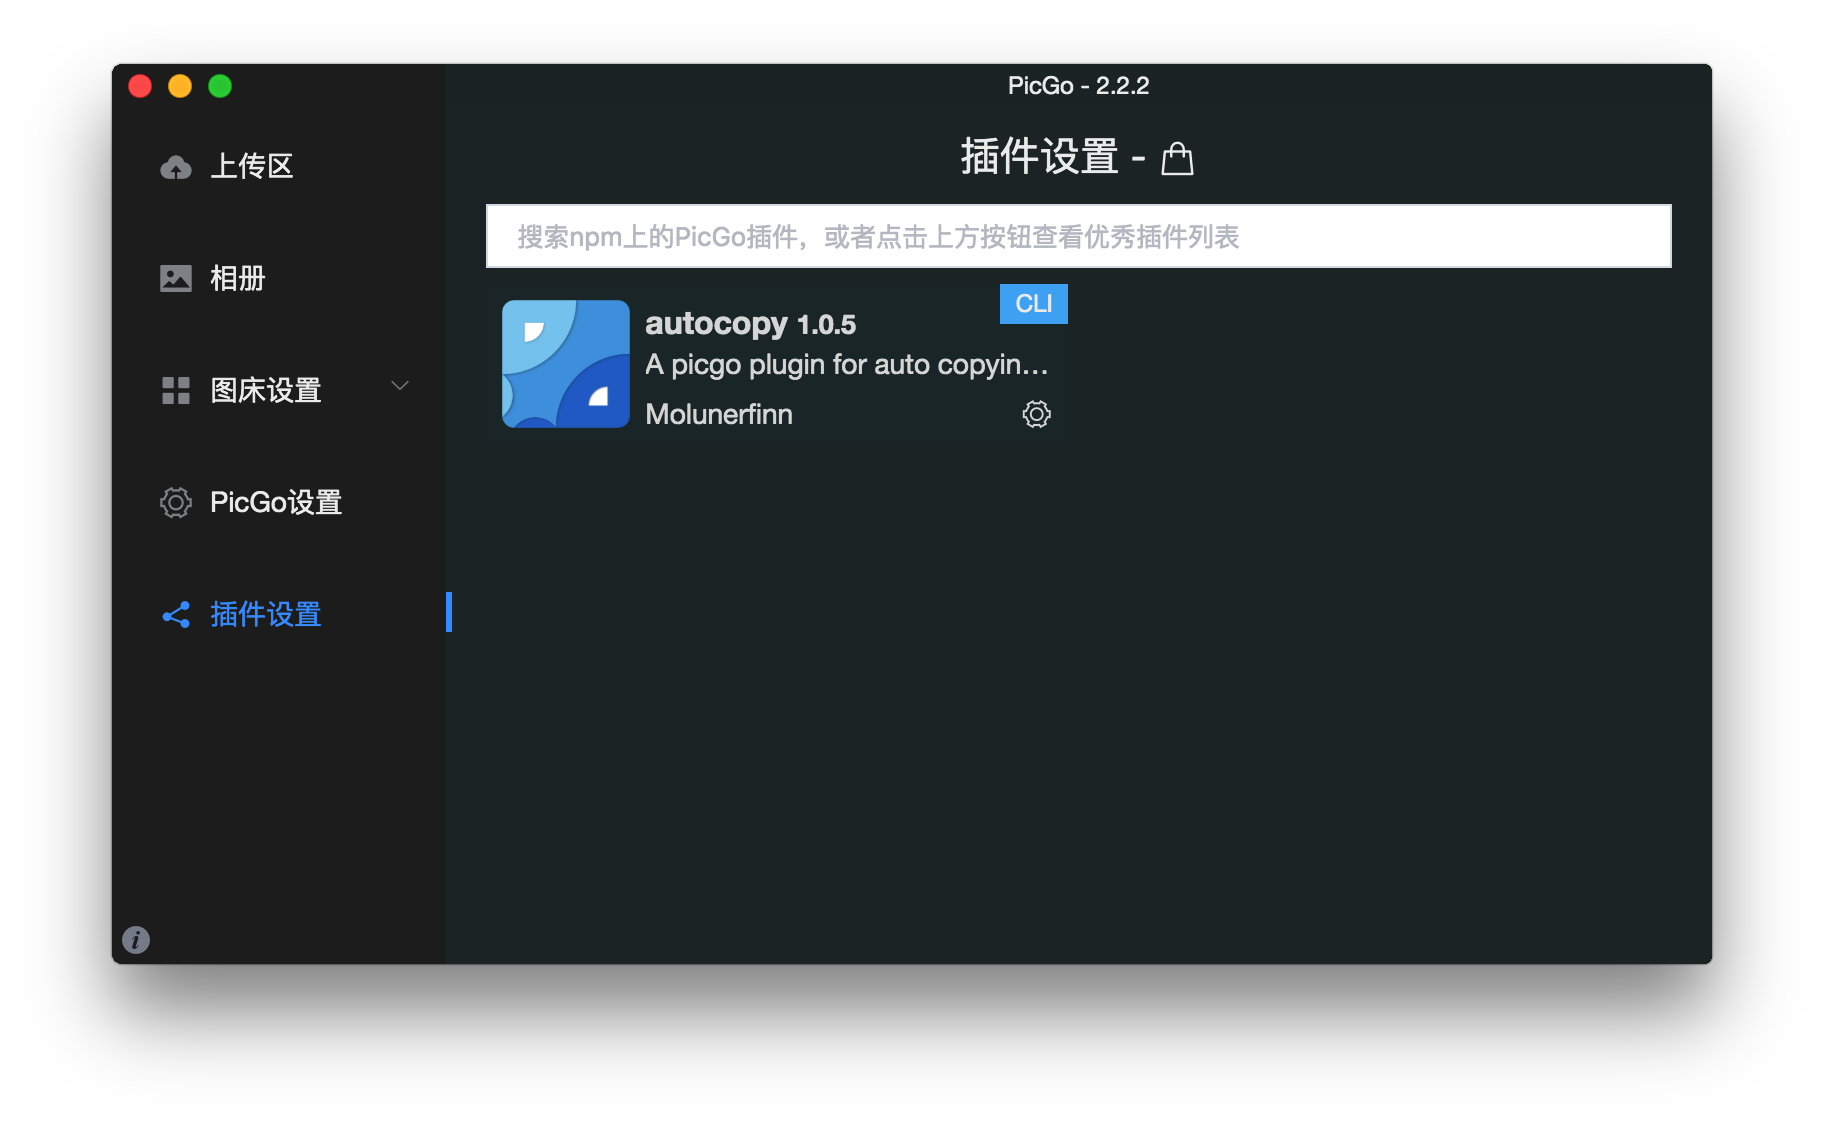 PicGo - 2.2.2
上传区
相册
图床设置
PicGo设置
插件设置
插件设置 -
搜索npm上的PicGo插件，或者点击上方按钮查看优秀插件列表
CLI
autocopy 1.0.5
A picgo plugin for auto copyin...
Molunerfinn